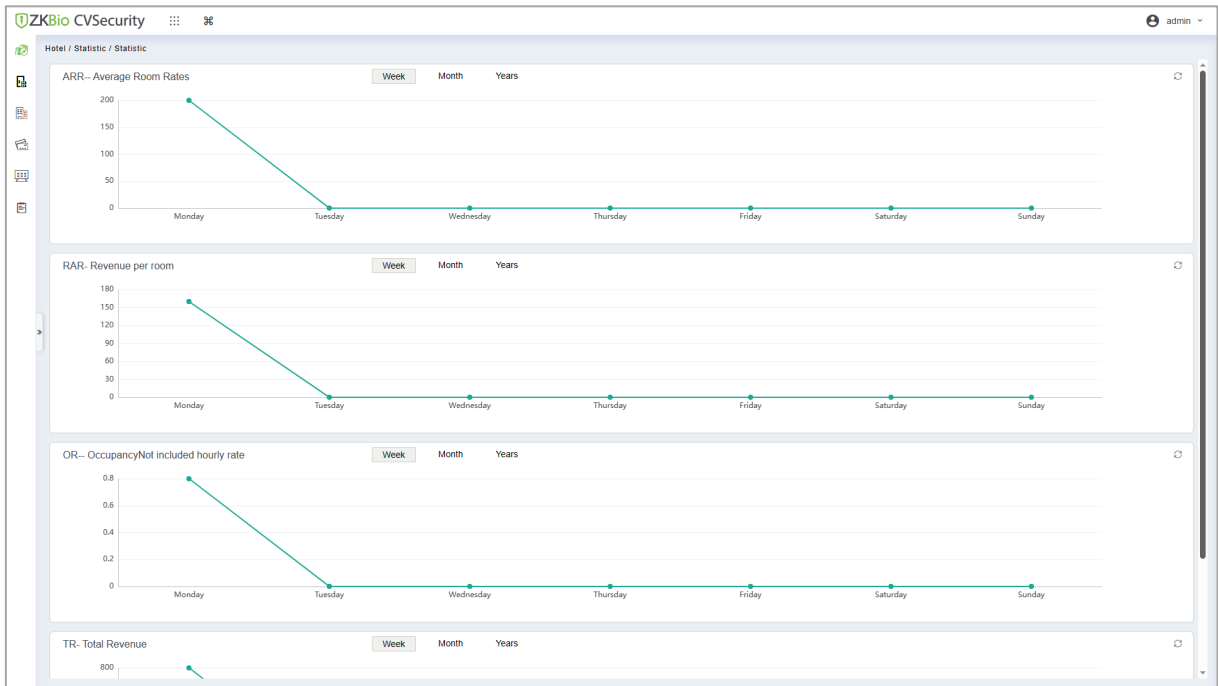 ZKBio CVSecurity
admin
Hotel / Statistic / Statistic
ARR-- Average Room Rates Week Month Years
200
150
100
50
0
Monday Tuesday Wednesday Thursday Friday Saturday Sunday
RAR- Revenue per room Week Month Years
180
150
120
90
60
30
0
Monday Tuesday Wednesday Thursday Friday Saturday Sunday
OR-- OccupancyNot included hourly rate Week Month Years
0.8
0.6
0.4
0.2
0
Monday Tuesday Wednesday Thursday Friday Saturday Sunday
TR- Total Revenue Week Month Years
800